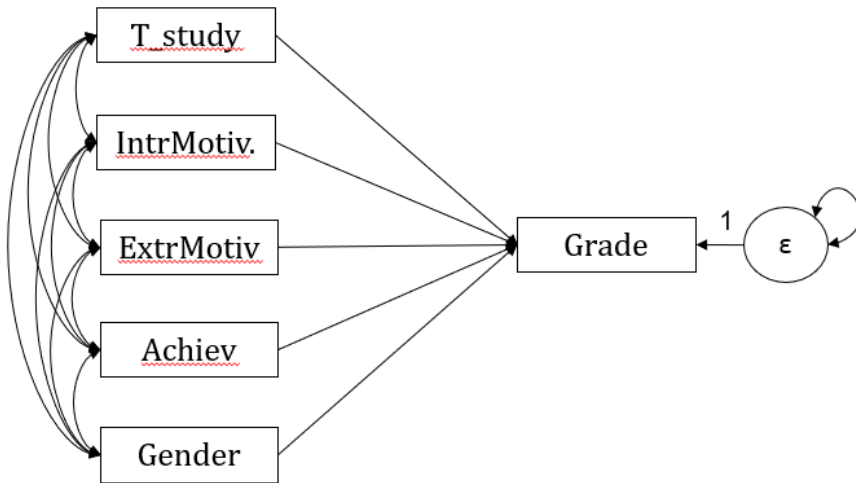 T_study
IntrMotiv.
ExtrMotiv
Achiev
Gender
Grade
1
ε